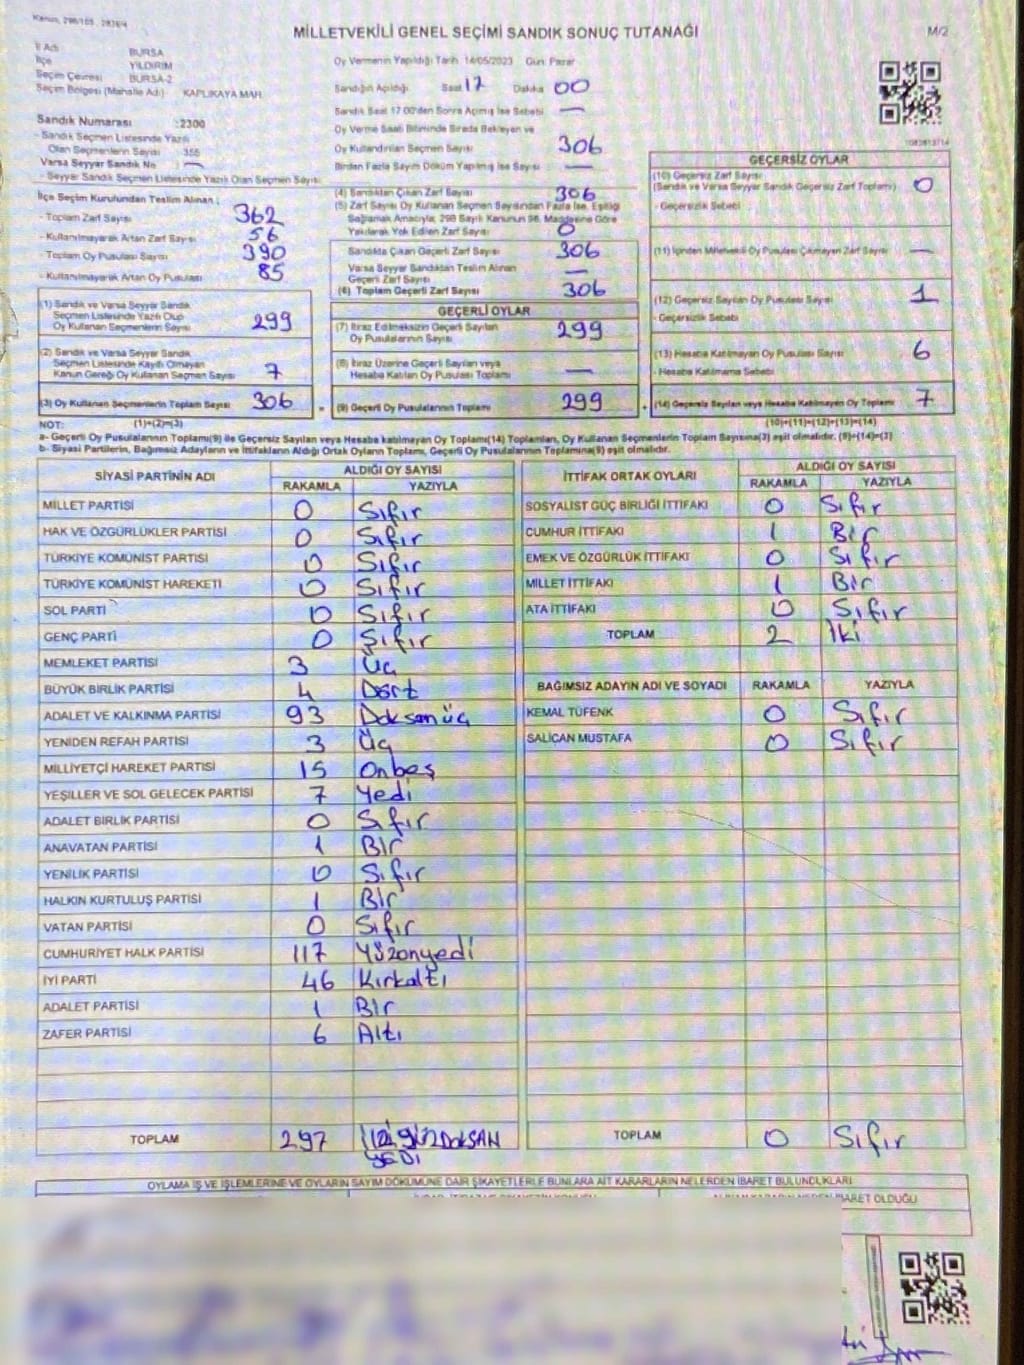 Kanun, 298/105 , 2839/4
MİLLETVEKİLİ GENEL SEÇİMİ SANDIK SONUÇ TUTANAĞI
M/2
İl Adı BURSA
İlçe YILDIRIM
Seçim Çevresi BURSA-2
Seçim Bölgesi (Mahalle Adı) KAPLIKAYA MAH.
Sandık Numarası : 2300
- Sandık Seçmen Listesinde Yazılı
Olan Seçmenlerin Sayısı 355
Varsa Seyyar Sandık No —
- Seyyar Sandık Seçmen Listesinde Yazılı Olan Seçmen Sayısı:
İlçe Seçim Kurulundan Teslim Alınan ;
- Toplam Zarf Sayısı 362
- Kullanılmayarak Artan Zarf Sayısı 56
- Toplam Oy Pusulası Sayısı 390
- Kullanılmayarak Artan Oy Pusulası 85
Oy Vermenin Yapıldığı Tarih 14/05/2023 Gün: Pazar
Sandığın Açıldığı Saat 17 Dakika 00
Sandık Saat 17:00'den Sonra Açılmış İse Sebebi —
Oy Verme Saati Bitiminde Sırada Bekleyen ve
Oy Kullandırılan Seçmen Sayısı 306
Birden Fazla Sayım Döküm Yapılmış İse Sayısı —
(4) Sandıktan Çıkan Zarf Sayısı 306
(5) Zarf Sayısı Oy Kullanan Seçmen Sayısından Fazla İse, Eşitliği
Sağlamak Amacıyla; 298 Sayılı Kanunun 98. Maddesine Göre
Yakılarak Yok Edilen Zarf Sayısı 0
Sandıkta Çıkan Geçerli Zarf Sayısı 306
Varsa Seyyar Sandıktan Teslim Alınan
Geçerli Zarf Sayısı —
(6) Toplam Geçerli Zarf Sayısı 306
GEÇERSİZ OYLAR
(10) Geçersiz Zarf Sayısı
(Sandık ve Varsa Seyyar Sandık Geçersiz Zarf Toplamı) 0
- Geçersizlik Sebebi
(11) İçinden Milletvekili Oy Pusulası Çıkmayan Zarf Sayısı —
(12) Geçersiz Sayılan Oy Pusulası Sayısı 1
- Geçersizlik Sebebi
(13) Hesaba Katılmayan Oy Pusulası Sayısı 6
- Hesaba Katılmama Sebebi
(14) Geçersiz Sayılan veya Hesaba Katılmayan Oy Toplamı 7
(1) Sandık ve Varsa Seyyar Sandık
Seçmen Listesinde Yazılı Olup
Oy Kullanan Seçmenlerin Sayısı 299
(2) Sandık ve Varsa Seyyar Sandık
Seçmen Listesinde Kayıtlı Olmayan
Kanun Gereği Oy Kullanan Seçmen Sayısı 7
(3) Oy Kullanan Seçmenlerin Toplam Sayısı 306
GEÇERLİ OYLAR
(7) İtiraz Edilmeksizin Geçerli Sayılan
Oy Pusulalarının Sayısı 299
(8) İtiraz Üzerine Geçerli Sayılan veya
Hesaba Katılan Oy Pusulası Toplamı —
= (9) Geçerli Oy Pusulalarının Toplamı 299 +
NOT: (1)+(2)=(3)
(10)+(11)+(12)+(13)=(14)
a- Geçerli Oy Pusulalarının Toplamı(9) ile Geçersiz Sayılan veya Hesaba katılmayan Oy Toplamı(14) Toplamları, Oy Kullanan Seçmenlerin Toplam Sayısına(3) eşit olmalıdır. (9)+(14)=(3)
b- Siyasi Partilerin, Bağımsız Adayların ve İttifakların Aldığı Oyların Toplamı, Geçerli Oy Pusulalarının Toplamına(9) eşit olmalıdır.
SİYASİ PARTİNİN ADI ALDIĞI OY SAYISI
RAKAMLA YAZIYLA
MİLLET PARTİSİ 0 Sıfır
HAK VE ÖZGÜRLÜKLER PARTİSİ 0 Sıfır
TÜRKİYE KOMÜNİST PARTİSİ 0 Sıfır
TÜRKİYE KOMÜNİST HAREKETİ 0 Sıfır
SOL PARTİ 0 Sıfır
GENÇ PARTİ 0 Sıfır
MEMLEKET PARTİSİ 3 Üç
BÜYÜK BİRLİK PARTİSİ 4 Dört
ADALET VE KALKINMA PARTİSİ 93 Doksanüç
YENİDEN REFAH PARTİSİ 3 Üç
MİLLİYETÇİ HAREKET PARTİSİ 15 Onbeş
YEŞİLLER VE SOL GELECEK PARTİSİ 7 Yedi
ADALET BİRLİK PARTİSİ 0 Sıfır
ANAVATAN PARTİSİ 1 Bir
YENİLİK PARTİSİ 0 Sıfır
HALKIN KURTULUŞ PARTİSİ 1 Bir
VATAN PARTİSİ 0 Sıfır
CUMHURİYET HALK PARTİSİ 117 Yüzonyedi
İYİ PARTİ 46 Kırkaltı
ADALET PARTİSİ 1 Bir
ZAFER PARTİSİ 6 Altı
TOPLAM 297 İKİ YÜZ DOKSAN
YEDİ
İTTİFAK ORTAK OYLARI ALDIĞI OY SAYISI
RAKAMLA YAZIYLA
SOSYALİST GÜÇ BİRLİĞİ İTTİFAKI 0 Sıfır
CUMHUR İTTİFAKI 1 Bir
EMEK VE ÖZGÜRLÜK İTTİFAKI 0 Sıfır
MİLLET İTTİFAKI 1 Bir
ATA İTTİFAKI 0 Sıfır
TOPLAM 2 İki
BAĞIMSIZ ADAYIN ADI VE SOYADI RAKAMLA YAZIYLA
KEMAL TÜFENK 0 Sıfır
SALİCAN MUSTAFA 0 Sıfır
TOPLAM 0 Sıfır
OYLAMA İŞ VE İŞLEMLERİNE VE OYLARIN SAYIM DÖKÜMÜNE DAİR ŞİKAYETLERLE BUNLARA AİT KARARLARIN NELERDEN İBARET BULUNDUKLARI